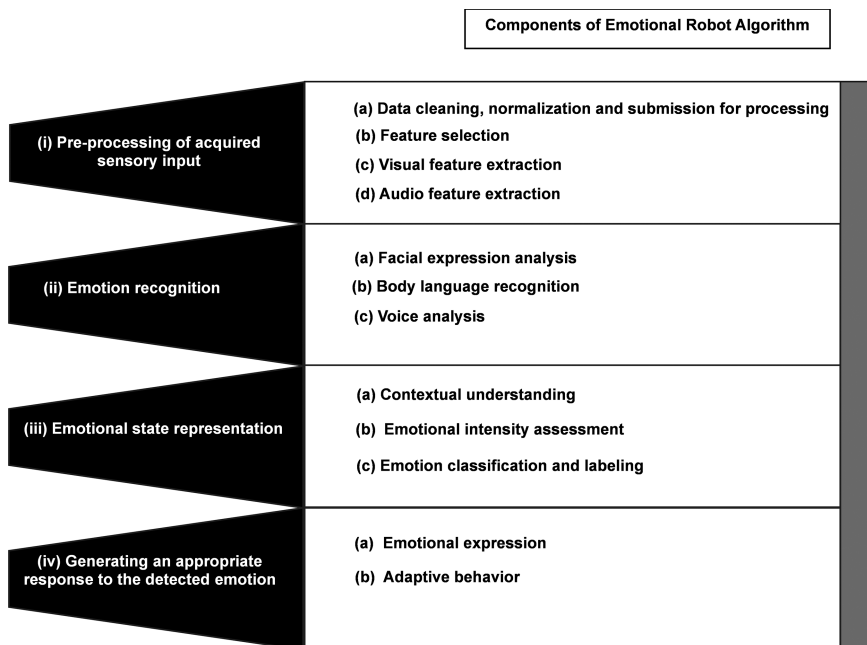 Components of Emotional Robot Algorithm
(i) Pre-processing of acquired
sensory input
(a) Data cleaning, normalization and submission for processing
(b) Feature selection
(c) Visual feature extraction
(d) Audio feature extraction
(ii) Emotion recognition
(a) Facial expression analysis
(b) Body language recognition
(c) Voice analysis
(iii) Emotional state representation
(a) Contextual understanding
(b) Emotional intensity assessment
(c) Emotion classification and labeling
(iv) Generating an appropriate
response to the detected emotion
(a) Emotional expression
(b) Adaptive behavior